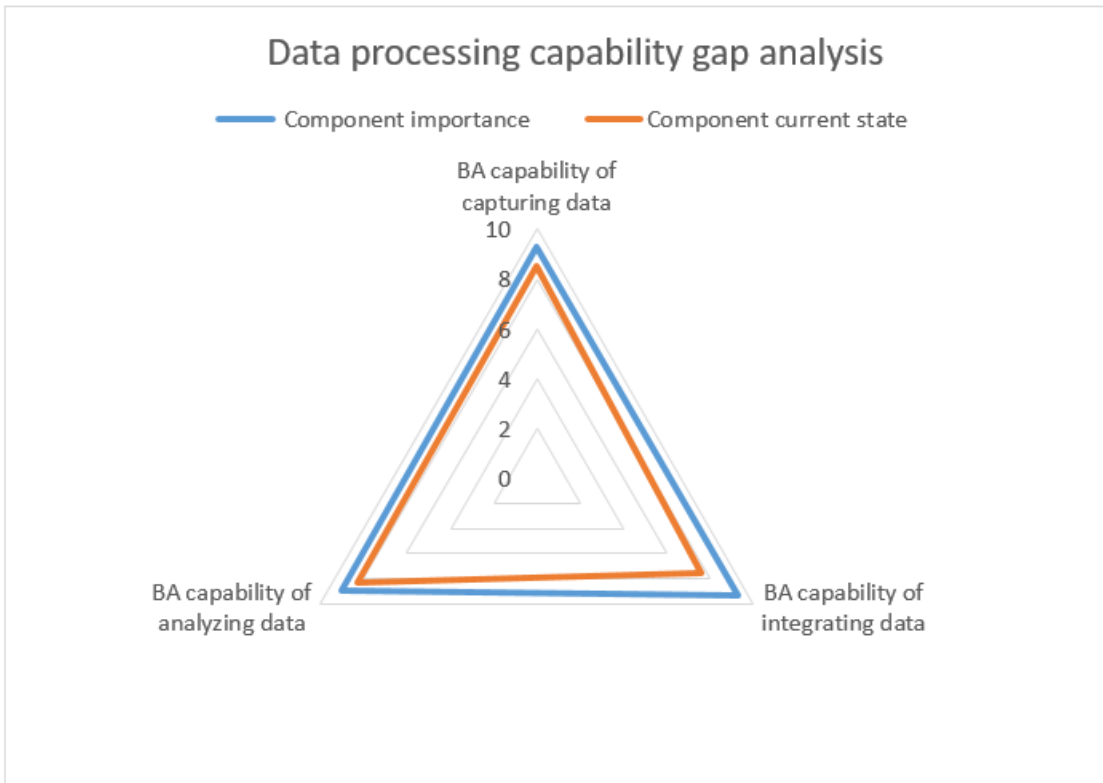 Data processing capability gap analysis
Component importance
Component current state
BA capability of
capturing data
10
8
6
4
2
0
BA capability of
analyzing data
BA capability of
integrating data